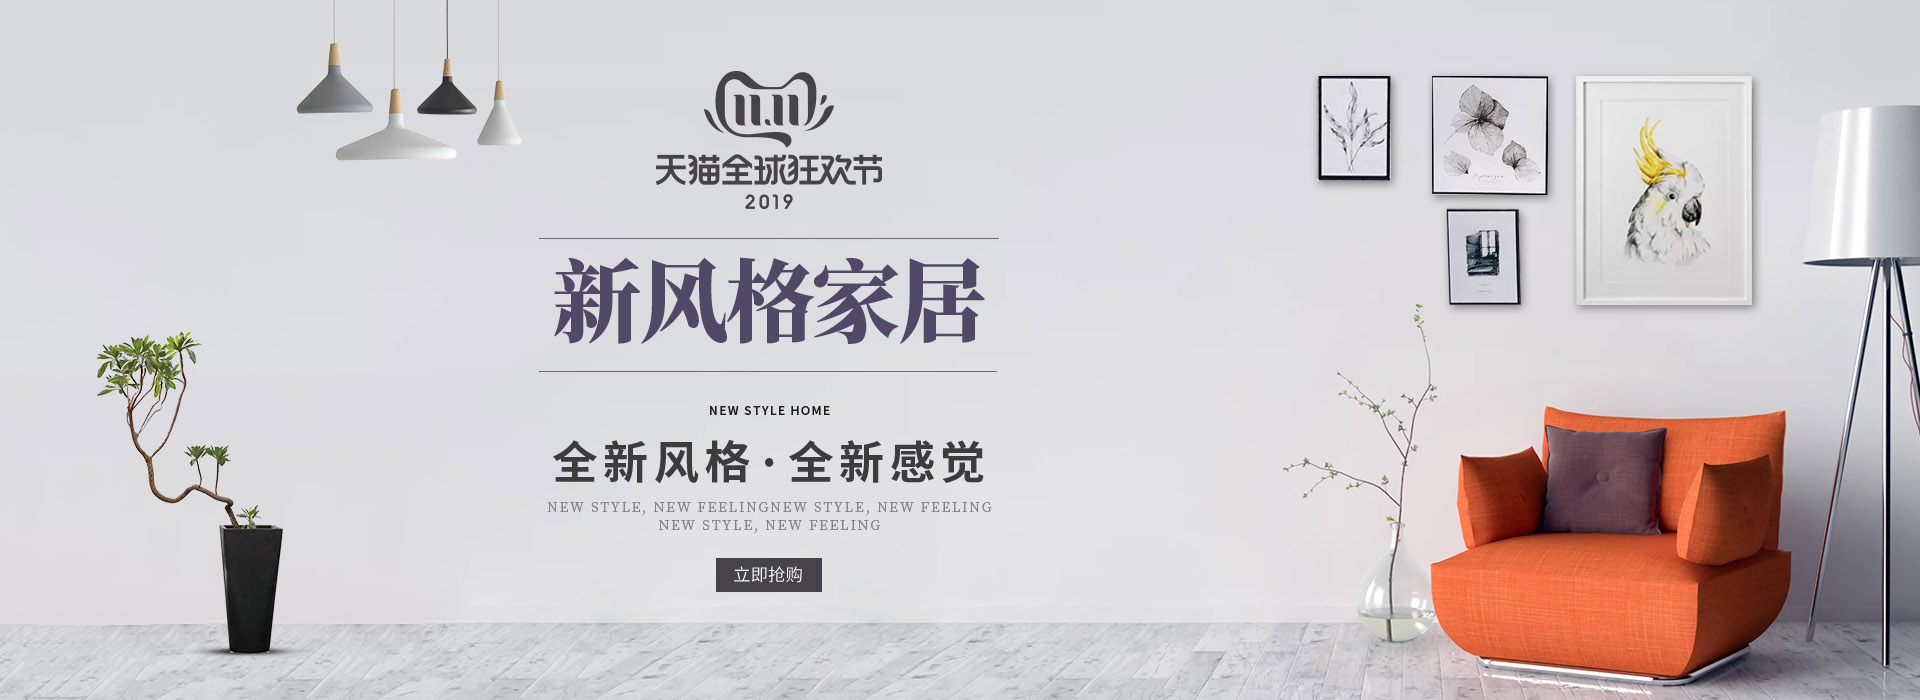 11.11
天猫全球狂欢节
2019
新风格家居
NEW STYLE HOME
全新风格·全新感觉
NEW STYLE, NEW FEELINGNEW STYLE, NEW FEELING
NEW STYLE, NEW FEELING
立即抢购